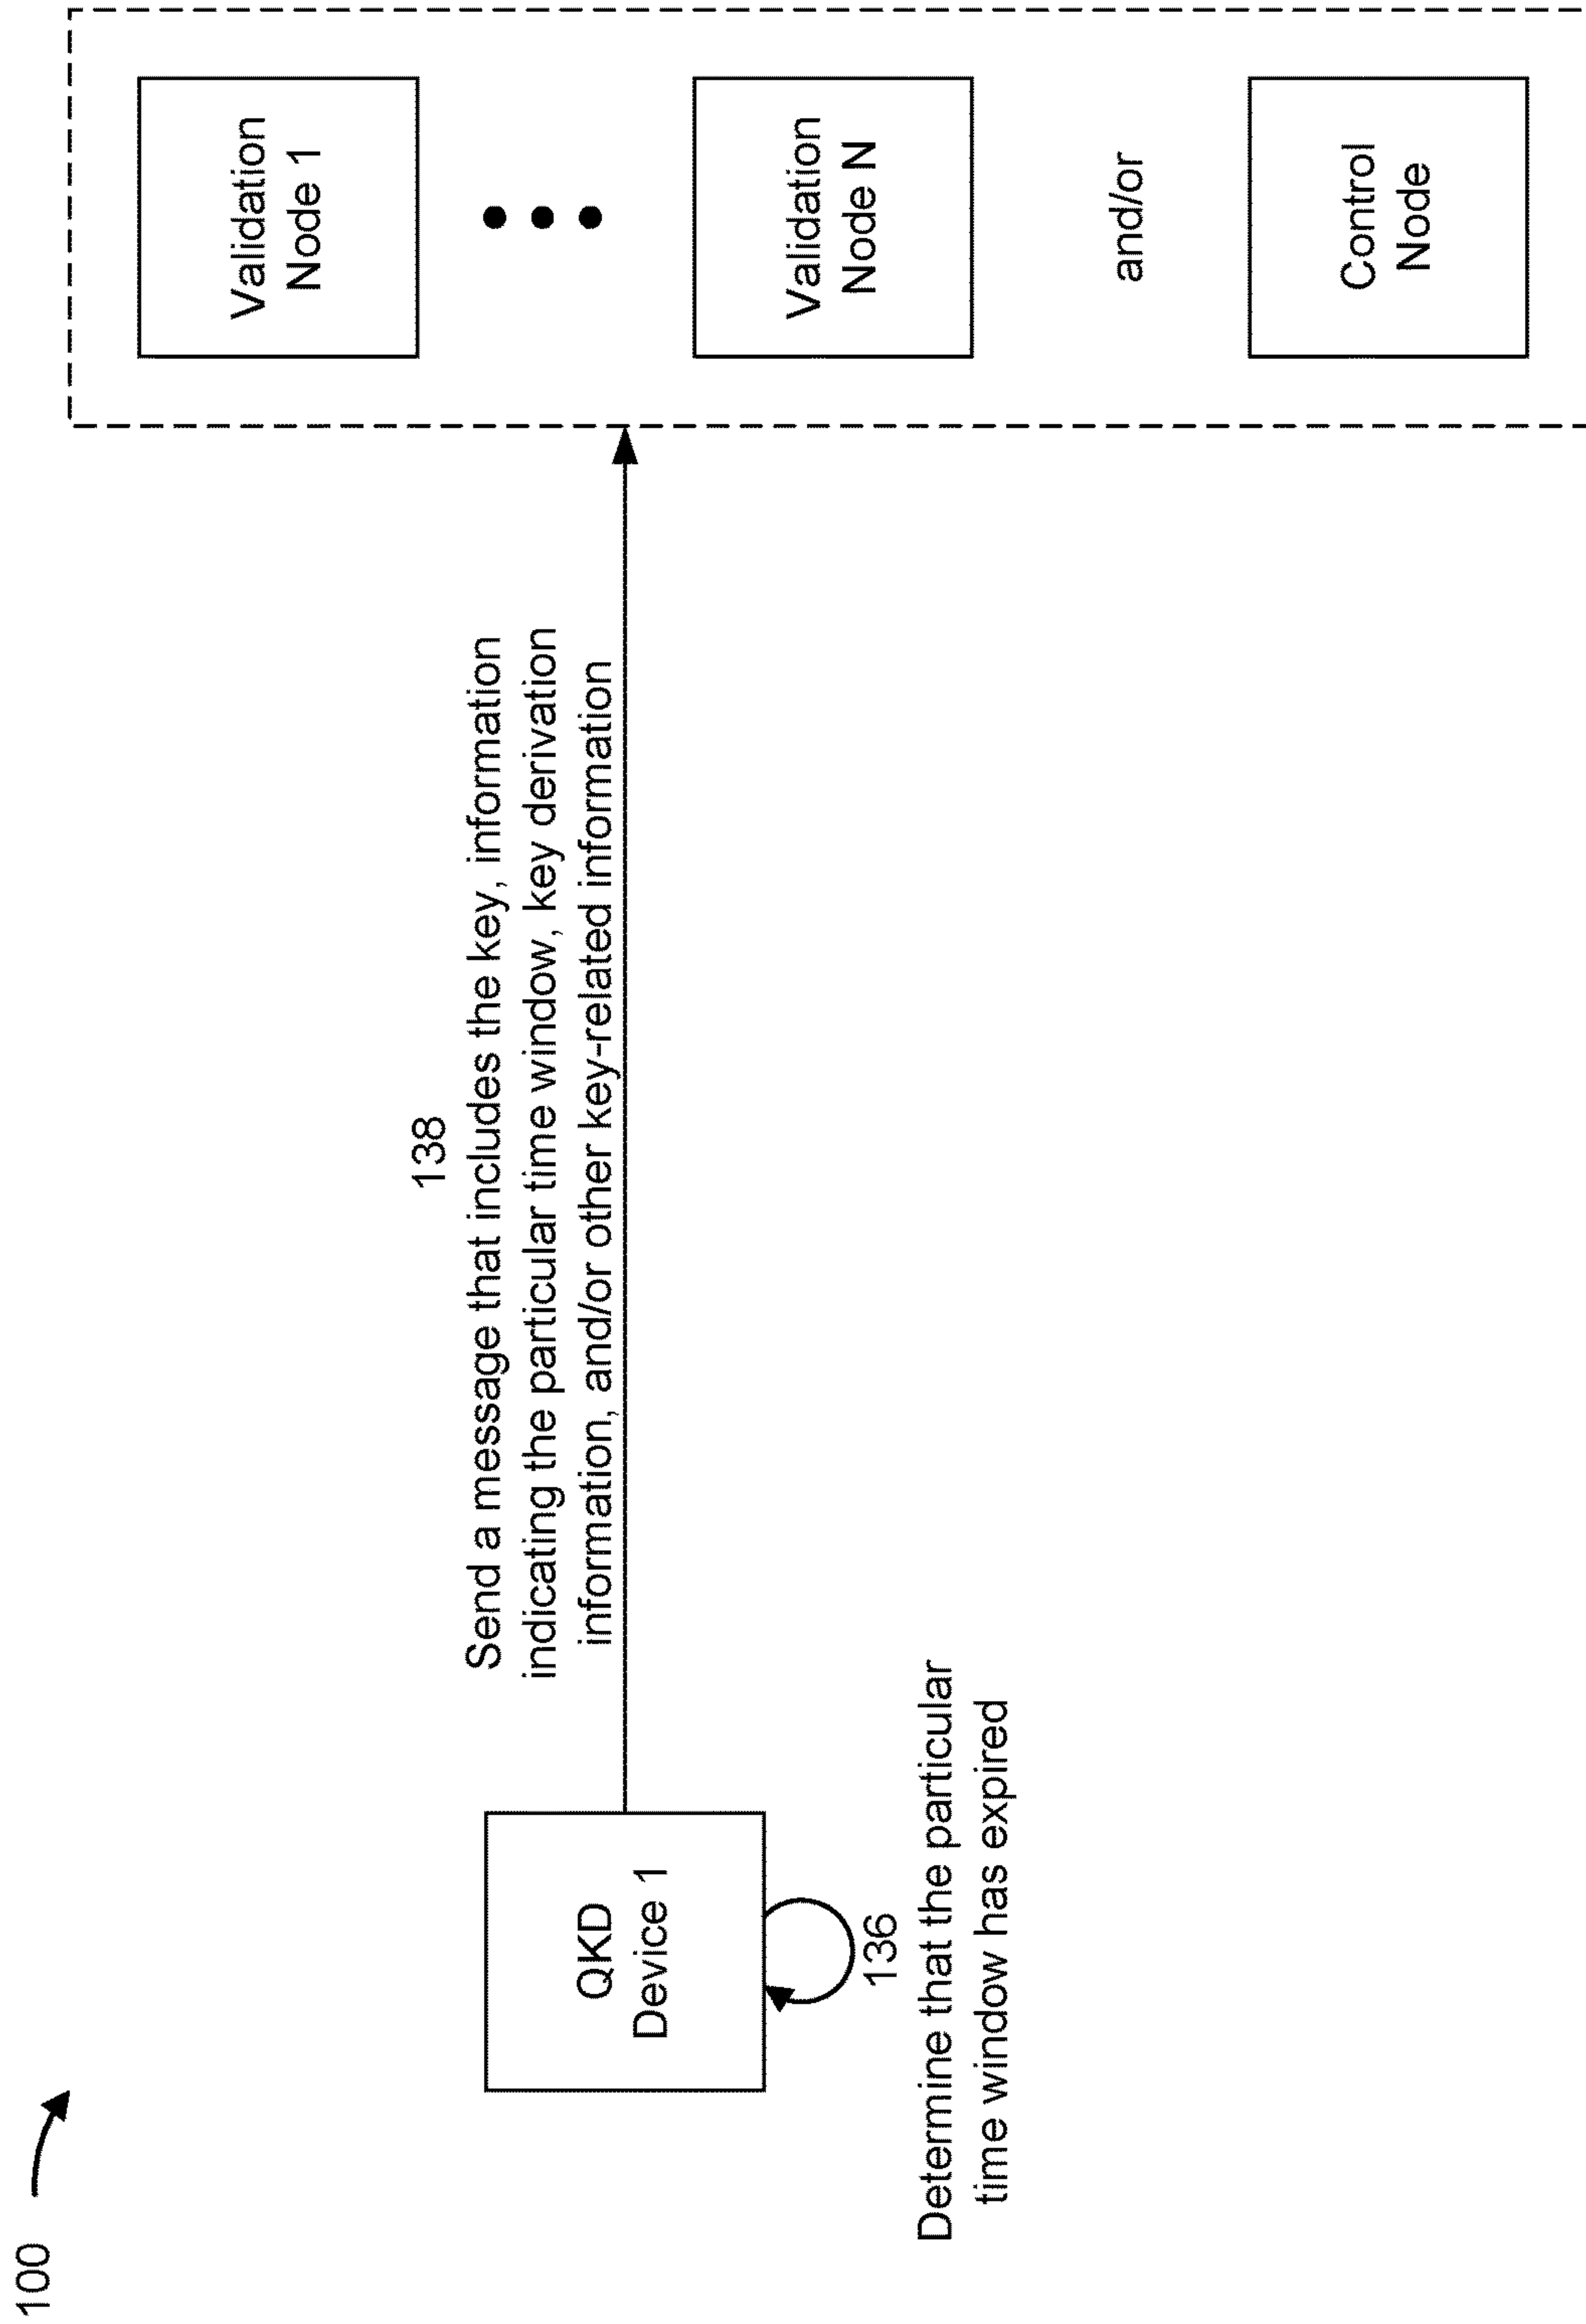 100
138
Send a message that includes the key, information
indicating the particular time window, key derivation
information, and/or other key-related information
QKD
Device 1
136
Determine that the particular
time window has expired
Validation
Node 1
Validation
Node N
and/or
Control
Node